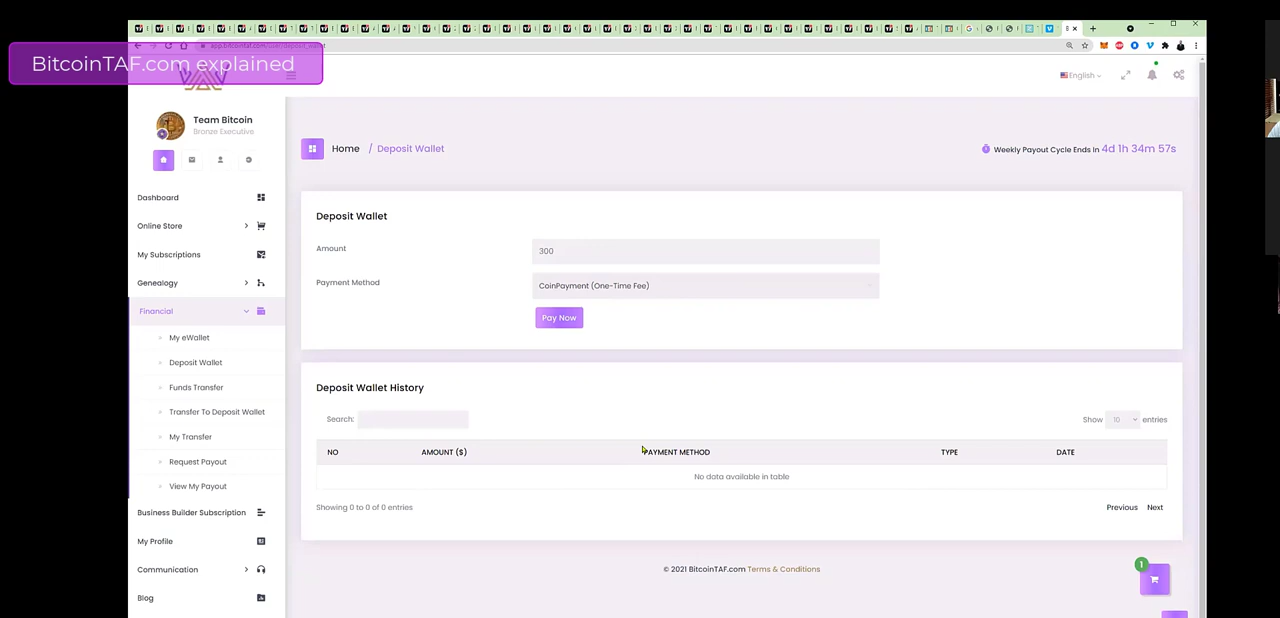 BitcoinTAF.com explained
English
Team Bitcoin
Bronze Executive
Home / Deposit Wallet
Weekly Payout Cycle Ends In 4d 1h 34m 57s
Dashboard
Online Store
My Subscriptions
Genealogy
Financial
My eWallet
Deposit Wallet
Funds Transfer
Transfer To Deposit Wallet
My Transfer
Request Payout
View My Payout
Business Builder Subscription
My Profile
Communication
Blog
Deposit Wallet
Amount
300
Payment Method
CoinPayment (One-Time Fee)
Pay Now
Deposit Wallet History
Search:
Show 10 entries
NO AMOUNT ($) PAYMENT METHOD TYPE DATE
No data available in table
Showing 0 to 0 of 0 entries
Previous Next
© 2021 BitcoinTAF.com Terms & Conditions
1